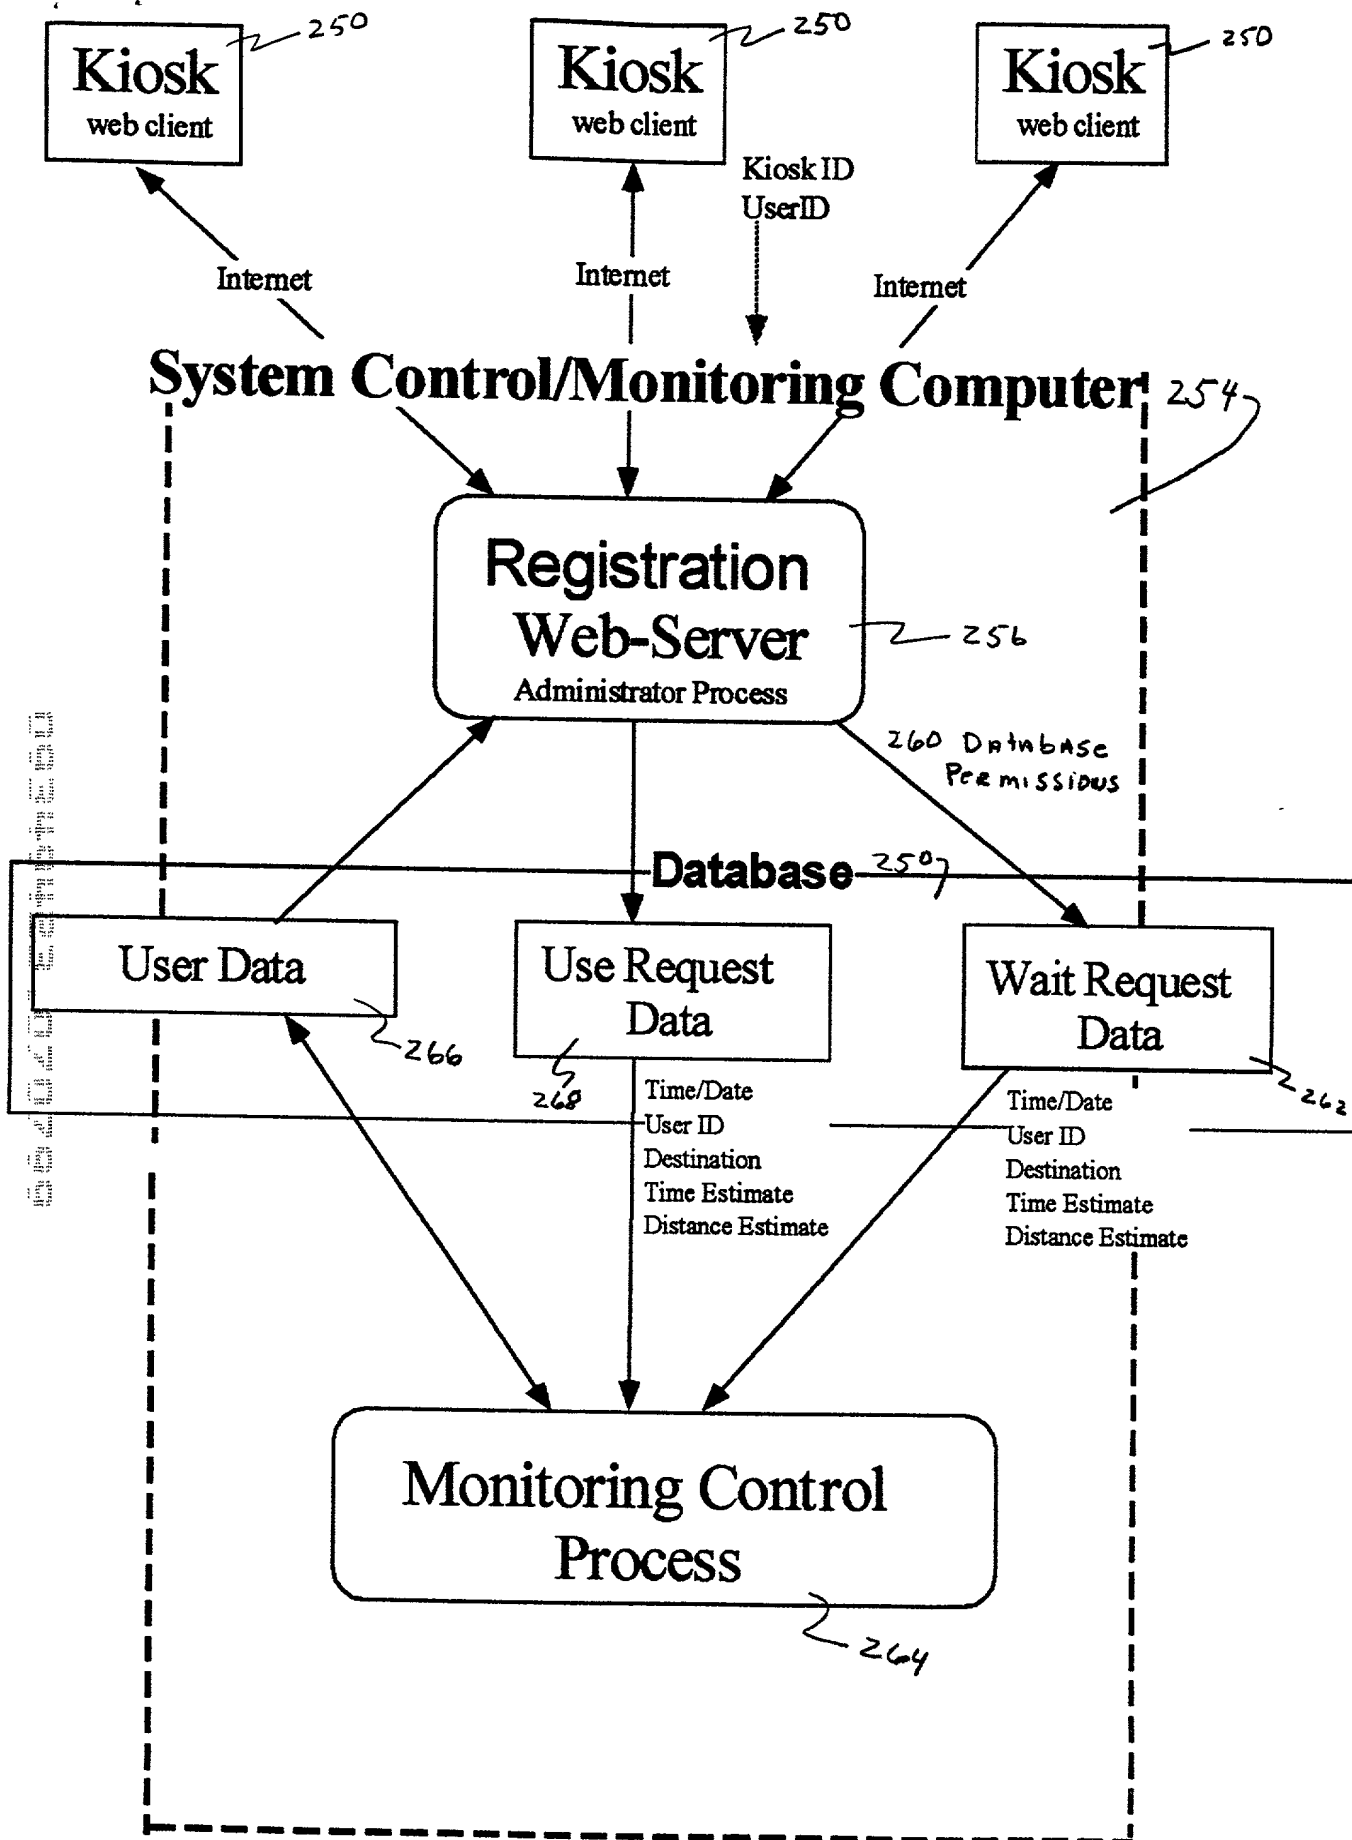 250
250
250
Kiosk
web client
Kiosk
web client
Kiosk
web client
Kiosk ID
UserID
Internet
Internet
Internet
System Control/Monitoring Computer
254
Registration
Web-Server
Administrator Process
256
260 Database
Permissions
Database
250
User Data
266
Use Request
Data
268
Wait Request
Data
262
Time/Date
User ID
Destination
Time Estimate
Distance Estimate
Time/Date
User ID
Destination
Time Estimate
Distance Estimate
Monitoring Control
Process
264